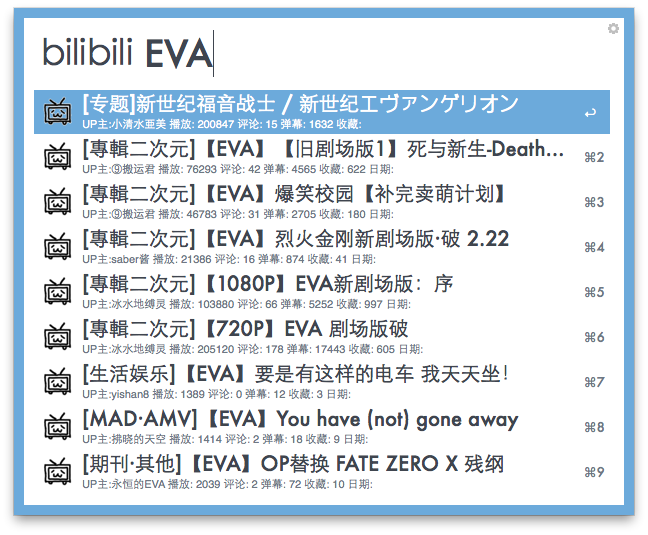 bilibili EVA
[专题]新世纪福音战士 / 新世纪エヴァンゲリオン
UP主:小清水亜美 播放: 200847 评论: 15 弹幕: 1632 收藏:
[專輯二次元]【EVA】【旧剧场版1】死与新生-Death... ⌘2
UP主:⑨搬运君 播放: 76293 评论: 42 弹幕: 4565 收藏: 622 日期:
[專輯二次元]【EVA】爆笑校园【补完卖萌计划】 ⌘3
UP主:⑨搬运君 播放: 46783 评论: 31 弹幕: 2705 收藏: 180 日期:
[專輯二次元]【EVA】烈火金刚新剧场版·破 2.22 ⌘4
UP主:saber酱 播放: 21386 评论: 16 弹幕: 874 收藏: 41 日期:
[專輯二次元]【1080P】EVA新剧场版：序 ⌘5
UP主:冰水地缚灵 播放: 103880 评论: 66 弹幕: 5252 收藏: 997 日期:
[專輯二次元]【720P】EVA 剧场版破 ⌘6
UP主:冰水地缚灵 播放: 205120 评论: 178 弹幕: 17443 收藏: 605 日期:
[生活娱乐]【EVA】要是有这样的电车 我天天坐！ ⌘7
UP主:yishan8 播放: 1389 评论: 0 弹幕: 12 收藏: 3 日期:
[MAD·AMV]【EVA】You have (not) gone away ⌘8
UP主:拂晓的天空 播放: 1414 评论: 2 弹幕: 18 收藏: 9 日期:
[期刊·其他]【EVA】OP替换 FATE ZERO X 残纲 ⌘9
UP主:永恒的EVA 播放: 2039 评论: 2 弹幕: 72 收藏: 10 日期: